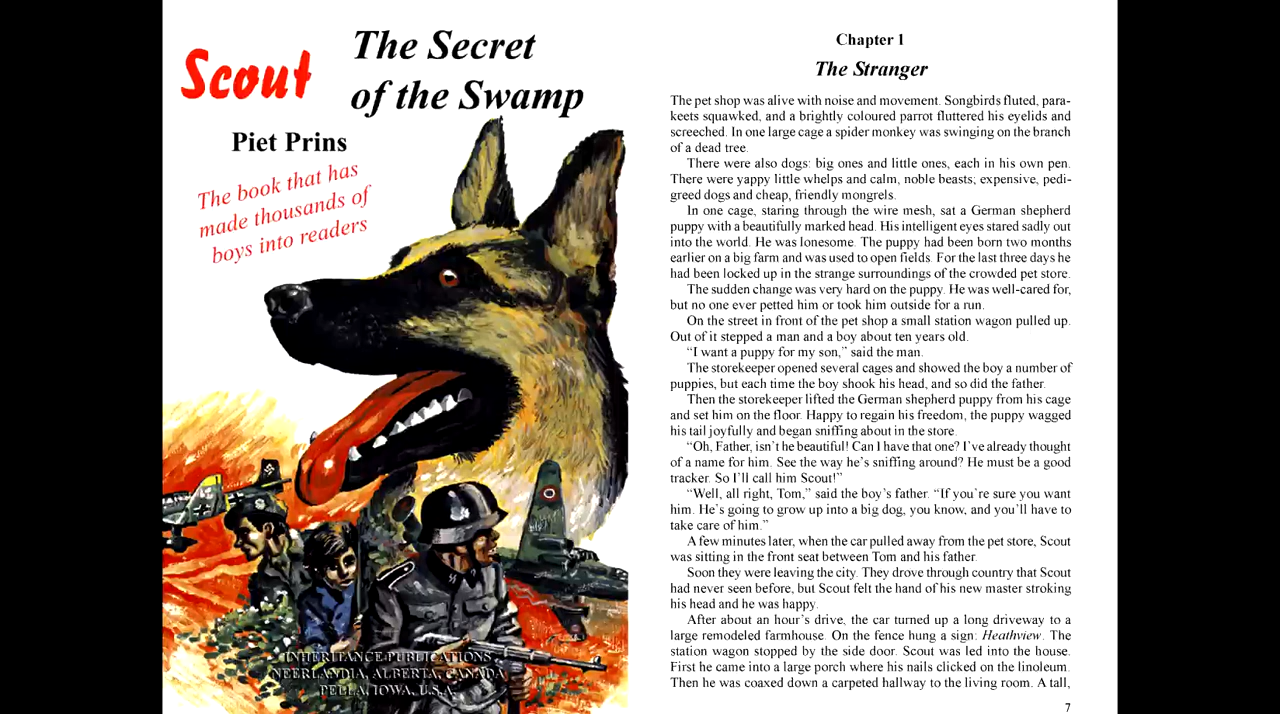 Scout
The Secret
of the Swamp
Piet Prins
The book that has
made thousands of
boys into readers
INHERITANCE PUBLICATIONS
NEERLANDIA, ALBERTA, CANADA
PELLA, IOWA, U.S.A.
Chapter 1
The Stranger
The pet shop was alive with noise and movement. Songbirds fluted, para-
keets squawked, and a brightly coloured parrot fluttered his eyelids and
screeched. In one large cage a spider monkey was swinging on the branch
of a dead tree.
There were also dogs: big ones and little ones, each in his own pen.
There were yappy little whelps and calm, noble beasts; expensive, pedi-
greed dogs and cheap, friendly mongrels.
In one cage, staring through the wire mesh, sat a German shepherd
puppy with a beautifully marked head. His intelligent eyes stared sadly out
into the world. He was lonesome. The puppy had been born two months
earlier on a big farm and was used to open fields. For the last three days he
had been locked up in the strange surroundings of the crowded pet store.
The sudden change was very hard on the puppy. He was well-cared for,
but no one ever petted him or took him outside for a run.
On the street in front of the pet shop a small station wagon pulled up.
Out of it stepped a man and a boy about ten years old.
“I want a puppy for my son,” said the man.
The storekeeper opened several cages and showed the boy a number of
puppies, but each time the boy shook his head, and so did the father.
Then the storekeeper lifted the German shepherd puppy from his cage
and set him on the floor. Happy to regain his freedom, the puppy wagged
his tail joyfully and began sniffing about in the store.
“Oh, Father, isn’t he beautiful! Can I have that one? I’ve already thought
of a name for him. See the way he’s sniffing around? He must be a good
tracker. So I’ll call him Scout!”
“Well, all right, Tom,” said the boy’s father. “If you’re sure you want
him. He’s going to grow up into a big dog, you know, and you’ll have to
take care of him.”
A few minutes later, when the car pulled away from the pet store, Scout
was sitting in the front seat between Tom and his father.
Soon they were leaving the city. They drove through country that Scout
had never seen before, but Scout felt the hand of his new master stroking
his head and he was happy.
After about an hour’s drive, the car turned up a long driveway to a
large remodeled farmhouse. On the fence hung a sign: Heathview. The
station wagon stopped by the side door. Scout was led into the house.
First he came into a large porch where his nails clicked on the linoleum.
Then he was coaxed down a carpeted hallway to the living room. A tall,
7